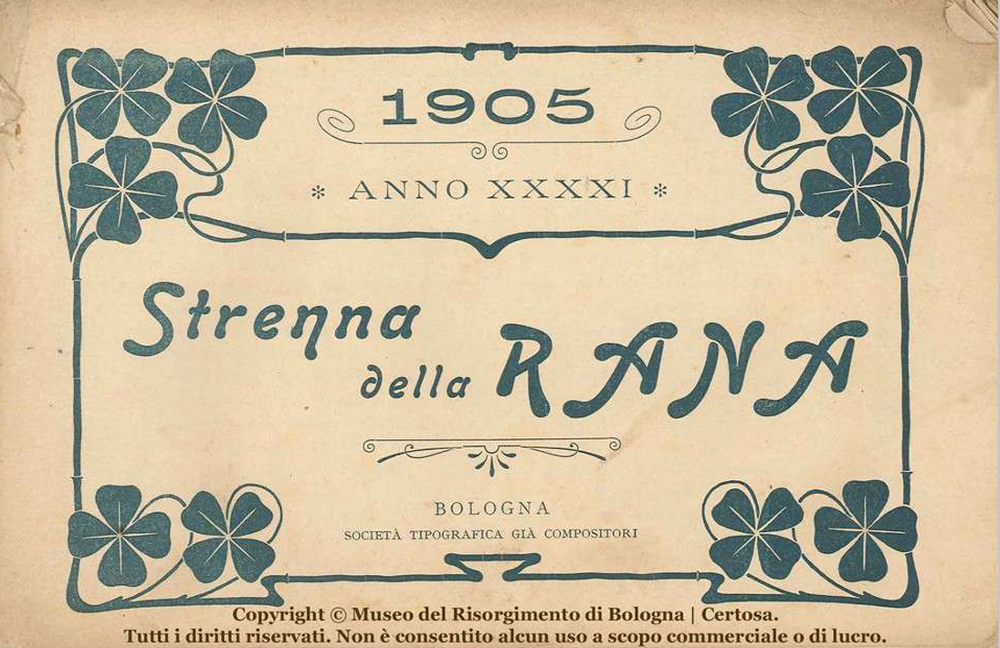 1905
* ANNO XXXXI *
Strenna
della RANA
BOLOGNA
SOCIETÀ TIPOGRAFICA GIÀ COMPOSITORI
Copyright © Museo del Risorgimento di Bologna | Certosa.
Tutti i diritti riservati. Non è consentito alcun uso a scopo commerciale o di lucro.